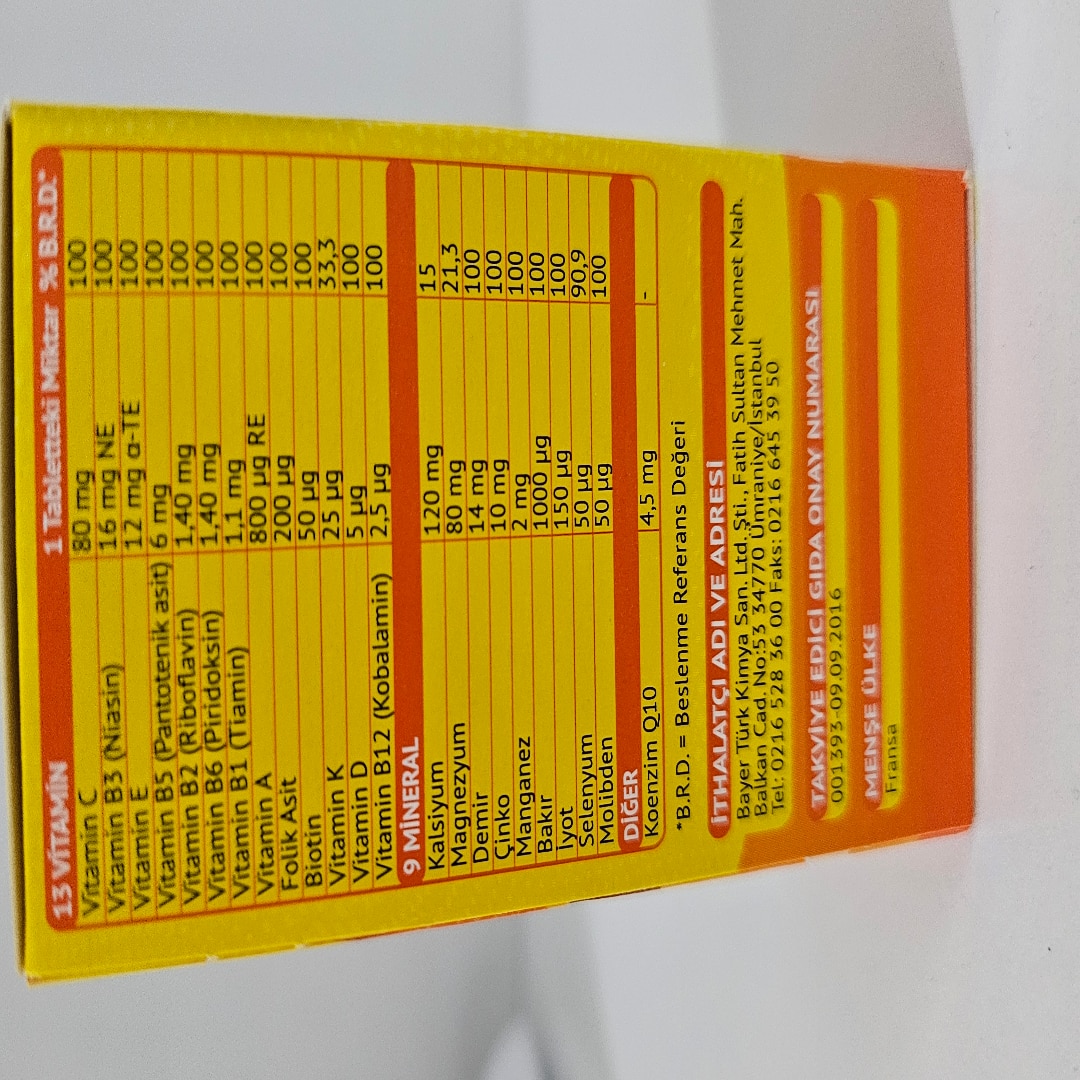 13 VİTAMİN 1 Tabletteki Miktar % B.R.D.*
Vitamin C 80 mg 100
Vitamin B3 (Niasin) 16 mg NE 100
Vitamin E 12 mg α-TE 100
Vitamin B5 (Pantotenik asit) 6 mg 100
Vitamin B2 (Riboflavin) 1,40 mg 100
Vitamin B6 (Piridoksin) 1,40 mg 100
Vitamin B1 (Tiamin) 1,1 mg 100
Vitamin A 800 µg RE 100
Folik Asit 200 µg 100
Biotin 50 µg 100
Vitamin K 25 µg 33,3
Vitamin D 5 µg 100
Vitamin B12 (Kobalamin) 2,5 µg 100
9 MİNERAL
Kalsiyum 120 mg 15
Magnezyum 80 mg 21,3
Demir 14 mg 100
Çinko 10 mg 100
Manganez 2 mg 100
Bakır 1000 µg 100
İyot 150 µg 100
Selenyum 50 µg 90,9
Molibden 50 µg 100
DİĞER
Koenzim Q10 4,5 mg -
*B.R.D. = Beslenme Referans Değeri
İTHALATÇI ADI VE ADRESİ
Bayer Türk Kimya San. Ltd. Şti., Fatih Sultan Mehmet Mah.
Balkan Cad. No:53 34770 Ümraniye/İstanbul
Tel: 0216 528 36 00 Faks: 0216 645 39 50
TAKVİYE EDİCİ GIDA ONAY NUMARASI
001393-09.09.2016
MENŞE ÜLKE
Fransa